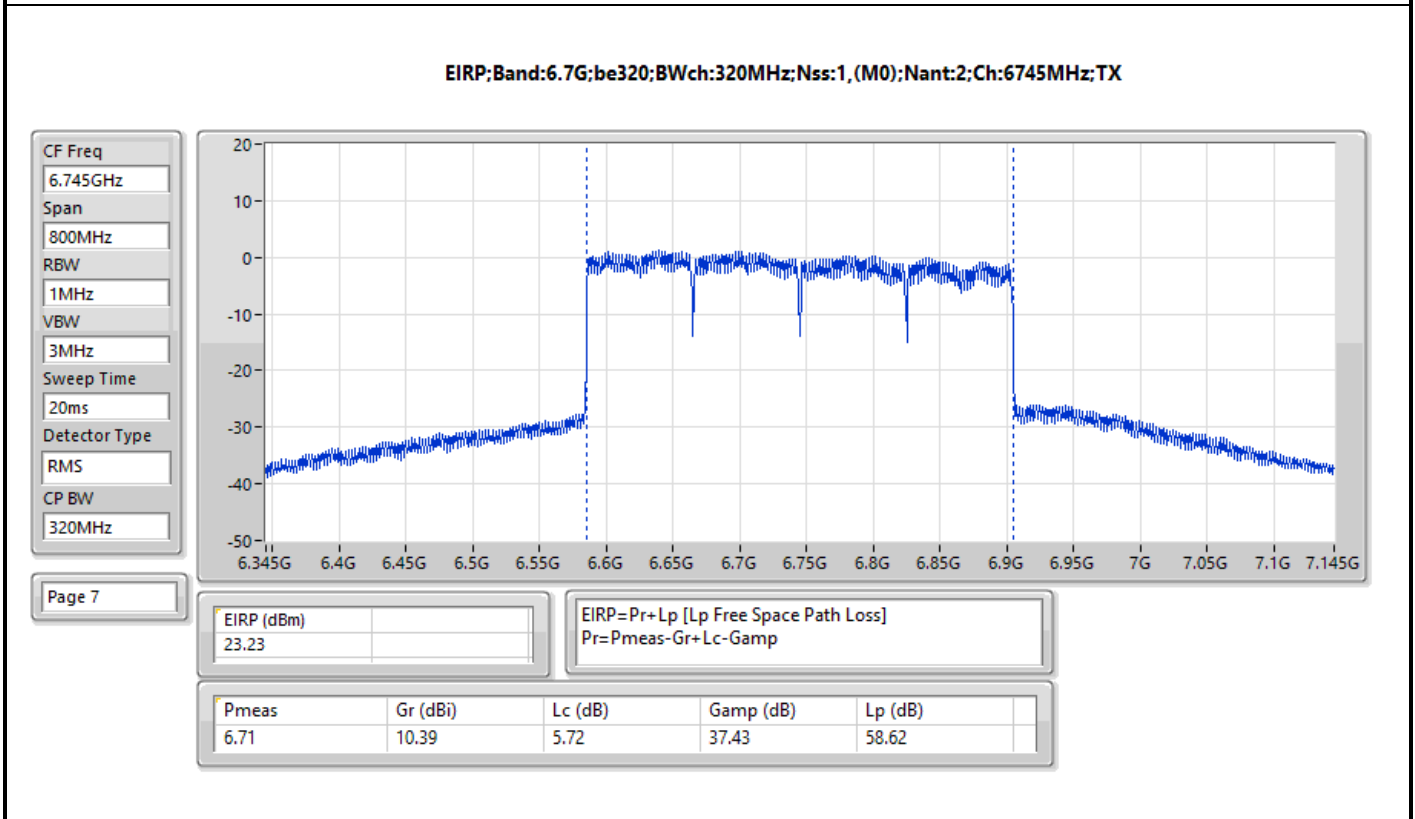 EIRP;Band:6.7G;be320;BWch:320MHz;Nss:1,(M0);Nant:2;Ch:6745MHz;TX
CF Freq
6.745GHz
Span
800MHz
RBW
1MHz
VBW
3MHz
Sweep Time
20ms
Detector Type
RMS
CP BW
320MHz
Page 7
20
10
0
-10
-20
-30
-40
-50
6.345G 6.4G 6.45G 6.5G 6.55G 6.6G 6.65G 6.7G 6.75G 6.8G 6.85G 6.9G 6.95G 7G 7.05G 7.1G 7.145G
EIRP (dBm)
23.23
EIRP=Pr+Lp [Lp Free Space Path Loss]
Pr=Pmeas-Gr+Lc-Gamp
Pmeas Gr (dBi) Lc (dB) Gamp (dB) Lp (dB)
6.71 10.39 5.72 37.43 58.62